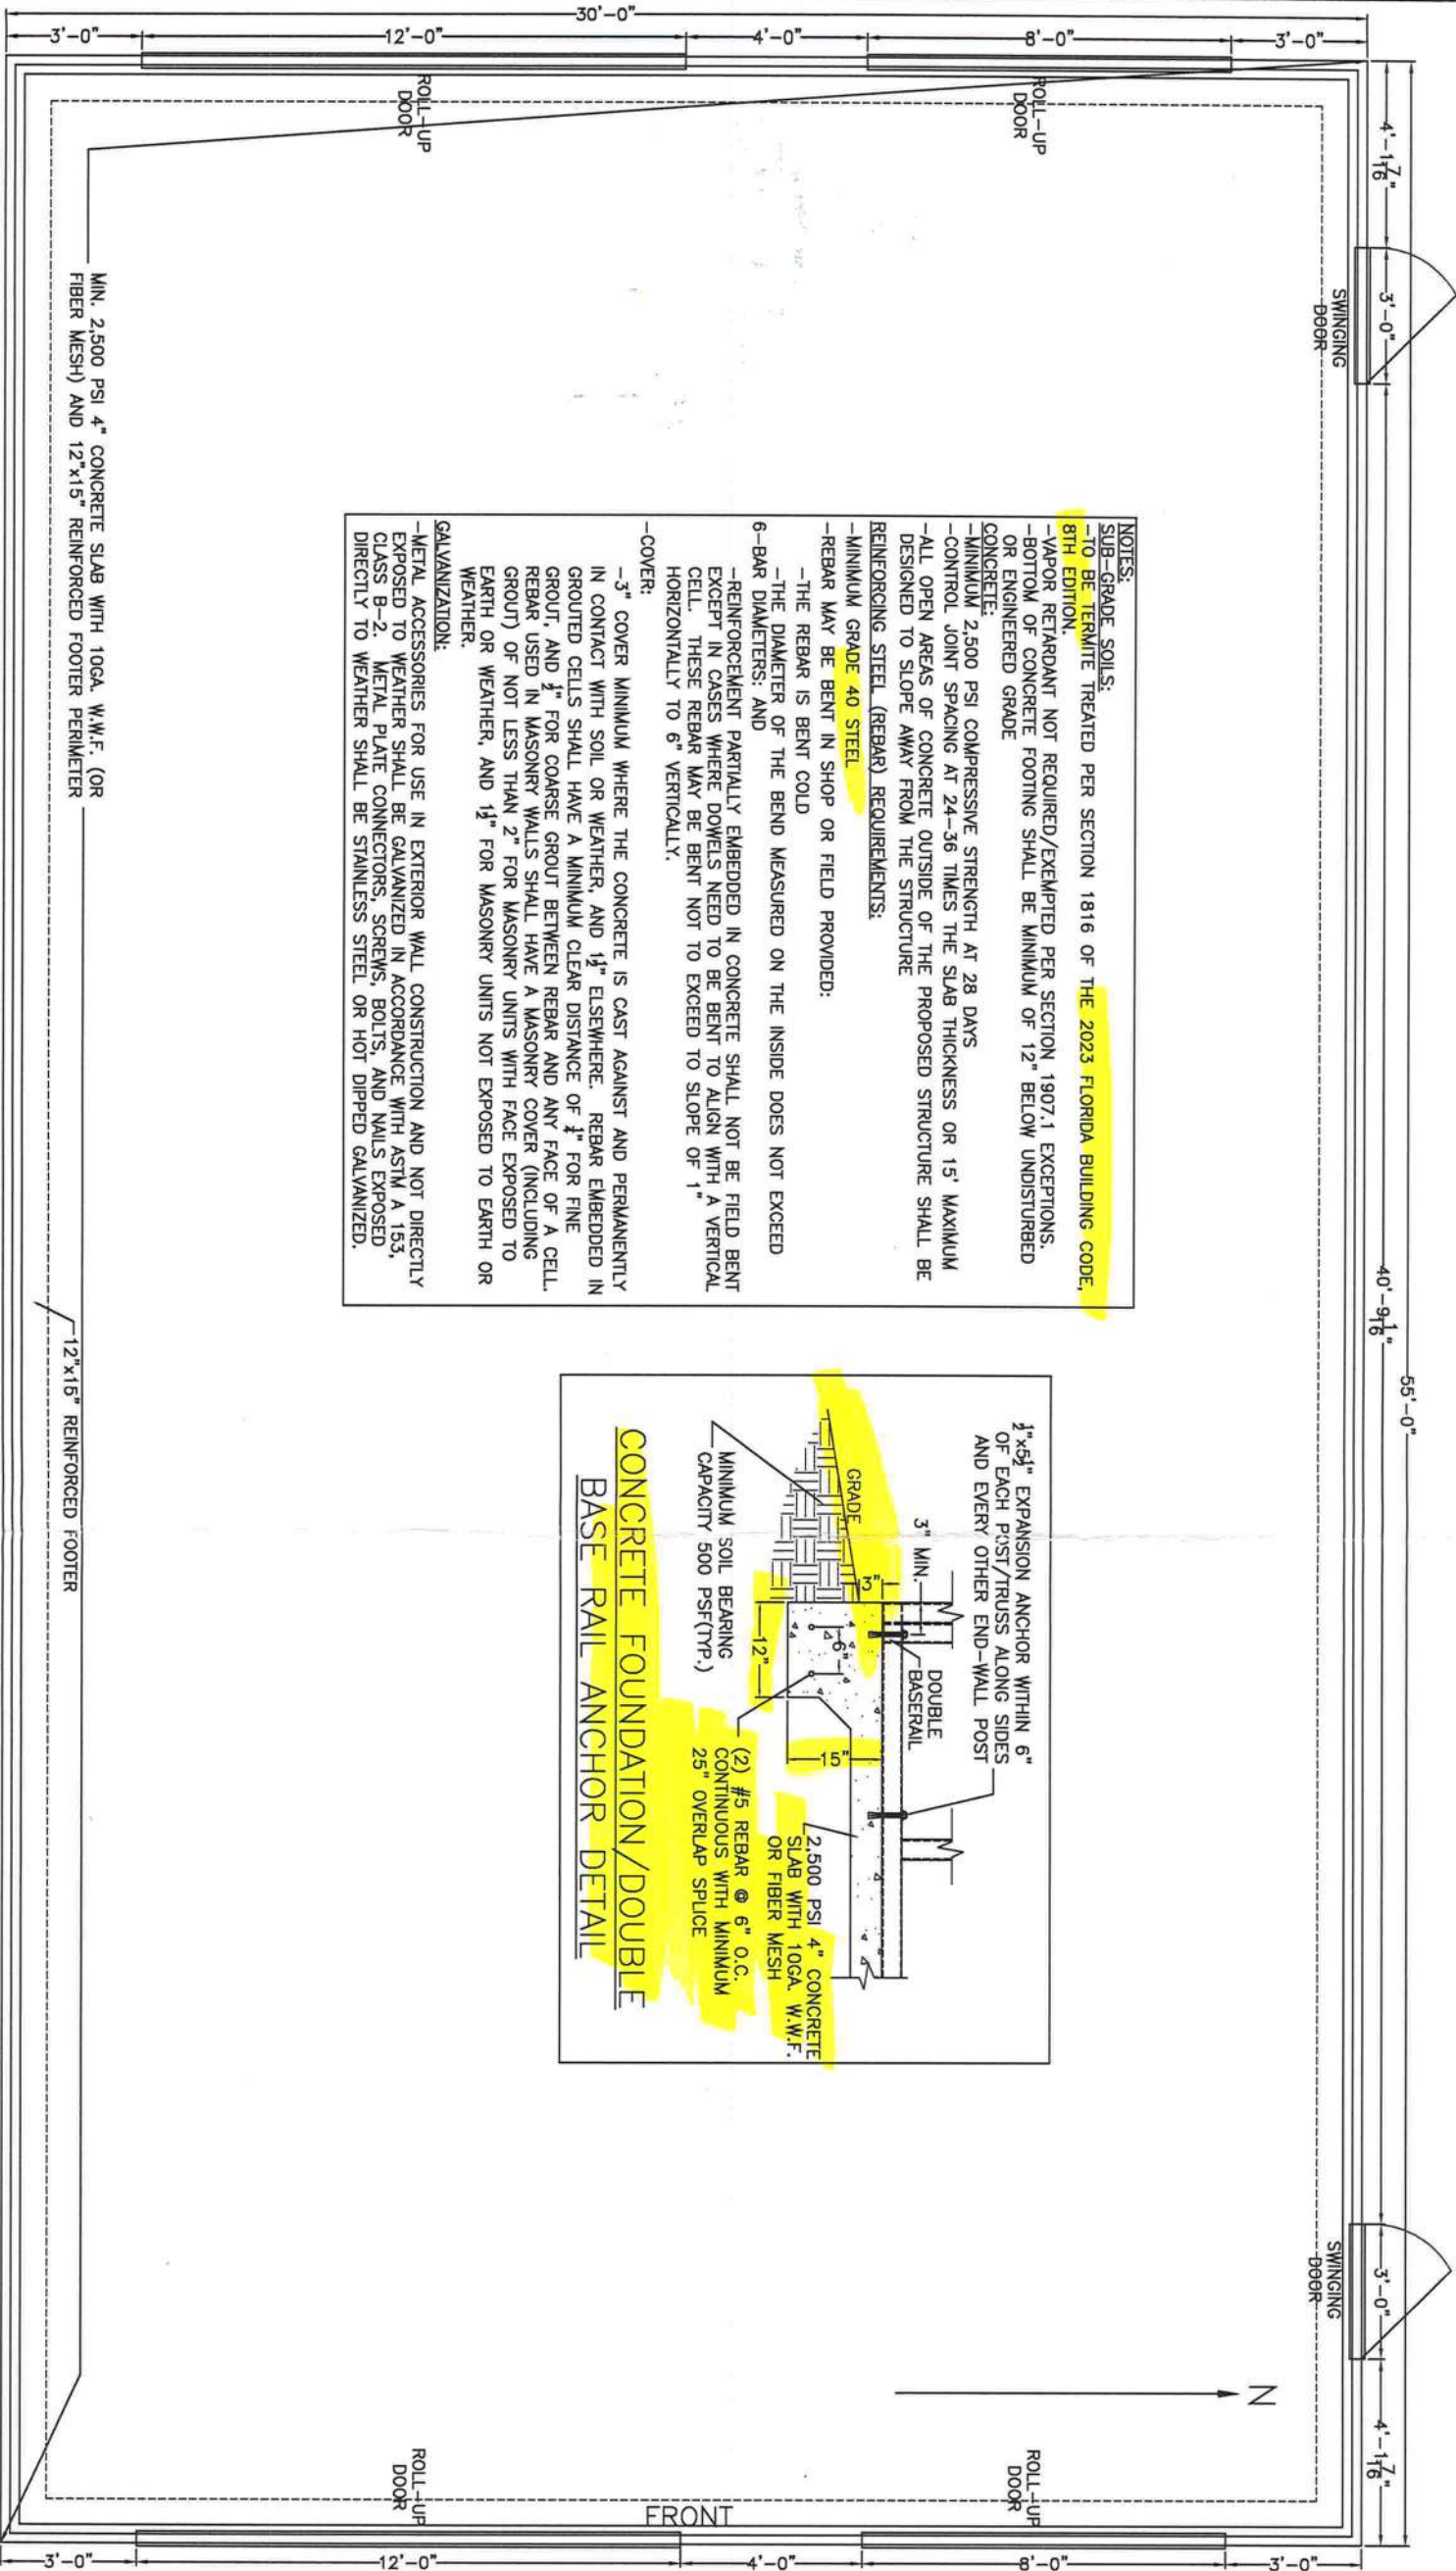 30'-0"
3'-0"
12'-0"
4'-0"
8'-0"
3'-0"
55'-0"
4'-1 7/16"
3'-0"
40'-9 1/16"
3'-0"
4'-1 7/16"
SWINGING
DOOR
SWINGING
DOOR
ROLL-UP
DOOR
ROLL-UP
DOOR
N
ROLL-UP
DOOR
ROLL-UP
DOOR
FRONT
3'-0"
12'-0"
4'-0"
8'-0"
3'-0"
NOTES:
SUB-GRADE SOILS:
-TO BE TERMITE TREATED PER SECTION 1816 OF THE 2023 FLORIDA BUILDING CODE,
8TH EDITION.
-VAPOR RETARDANT NOT REQUIRED/EXEMPTED PER SECTION 1907.1 EXCEPTIONS.
-BOTTOM OF CONCRETE FOOTING SHALL BE MINIMUM OF 12" BELOW UNDISTURBED
OR ENGINEERED GRADE
CONCRETE:
-MINIMUM 2,500 PSI COMPRESSIVE STRENGTH AT 28 DAYS
-CONTROL JOINT SPACING AT 24-36 TIMES THE SLAB THICKNESS OR 15' MAXIMUM
-ALL OPEN AREAS OF CONCRETE OUTSIDE OF THE PROPOSED STRUCTURE SHALL BE
DESIGNED TO SLOPE AWAY FROM THE STRUCTURE
REINFORCING STEEL (REBAR) REQUIREMENTS:
-MINIMUM GRADE 40 STEEL
-REBAR MAY BE BENT IN SHOP OR FIELD PROVIDED:
-THE REBAR IS BENT COLD
-THE DIAMETER OF THE BEND MEASURED ON THE INSIDE DOES NOT EXCEED
6-BAR DIAMETERS: AND
-REINFORCEMENT PARTIALLY EMBEDDED IN CONCRETE SHALL NOT BE FIELD BENT
EXCEPT IN CASES WHERE DOWELS NEED TO BE BENT TO ALIGN WITH A VERTICAL
CELL. THESE REBAR MAY BE BENT NOT TO EXCEED TO SLOPE OF 1"
HORIZONTALLY TO 6" VERTICALLY.
-COVER:
-3" COVER MINIMUM WHERE THE CONCRETE IS CAST AGAINST AND PERMANENTLY
IN CONTACT WITH SOIL OR WEATHER, AND 1 1/2" ELSEWHERE. REBAR EMBEDDED IN
GROUTED CELLS SHALL HAVE A MINIMUM CLEAR DISTANCE OF 1/4" FOR FINE
GROUT, AND 1/2" FOR COARSE GROUT BETWEEN REBAR AND ANY FACE OF A CELL.
REBAR USED IN MASONRY WALLS SHALL HAVE A MASONRY COVER (INCLUDING
GROUT) OF NOT LESS THAN 2" FOR MASONRY UNITS WITH FACE EXPOSED TO
EARTH OR WEATHER, AND 1 1/2" FOR MASONRY UNITS NOT EXPOSED TO EARTH OR
WEATHER.
GALVANIZATION:
-METAL ACCESSORIES FOR USE IN EXTERIOR WALL CONSTRUCTION AND NOT DIRECTLY
EXPOSED TO WEATHER SHALL BE GALVANIZED IN ACCORDANCE WITH ASTM A 153,
CLASS B-2. METAL PLATE CONNECTORS, SCREWS, BOLTS, AND NAILS EXPOSED
DIRECTLY TO WEATHER SHALL BE STAINLESS STEEL OR HOT DIPPED GALVANIZED.
1/2"x5 1/2" EXPANSION ANCHOR WITHIN 6"
OF EACH POST/TRUSS ALONG SIDES
AND EVERY OTHER END-WALL POST
3" MIN.
DOUBLE
BASERAIL
GRADE
3"
6"
12"
15"
2,500 PSI 4" CONCRETE
SLAB WITH 10GA. W.W.F.
OR FIBER MESH
MINIMUM SOIL BEARING
CAPACITY 500 PSF(TYP.)
(2) #5 REBAR @ 6" O.C.
CONTINUOUS WITH MINIMUM
25" OVERLAP SPLICE
CONCRETE FOUNDATION/DOUBLE
BASE RAIL ANCHOR DETAIL
MIN. 2,500 PSI 4" CONCRETE SLAB WITH 10GA. W.W.F. (OR
FIBER MESH) AND 12"x15" REINFORCED FOOTER PERIMETER
12"x15" REINFORCED FOOTER